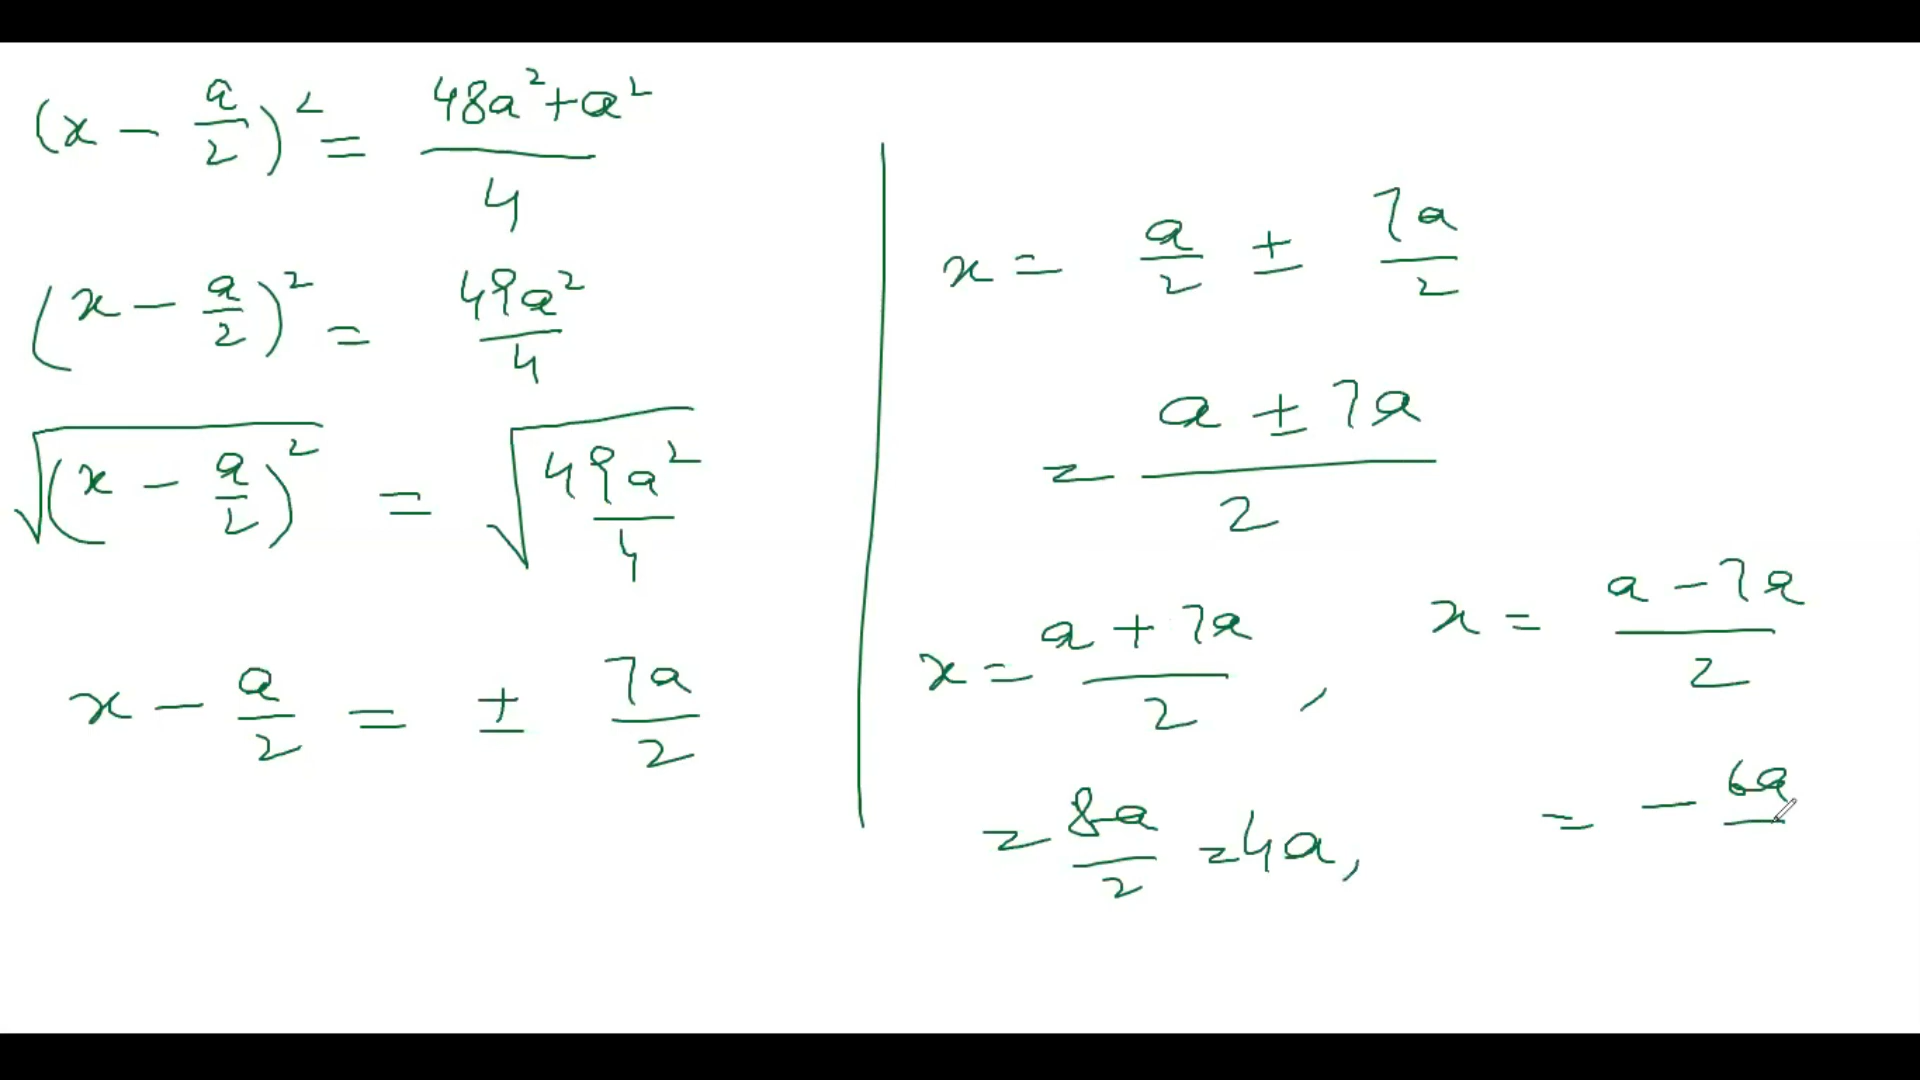 (x - a/2)² = (48a² + a²)/4
(x - a/2)² = 49a²/4
√(x - a/2)² = √(49a²/4)
x - a/2 = ± 7a/2
x = a/2 ± 7a/2
= (a ± 7a)/2
x = (a + 7a)/2 , x = (a - 7a)/2
= 8a/2 = 4a, = - 6a